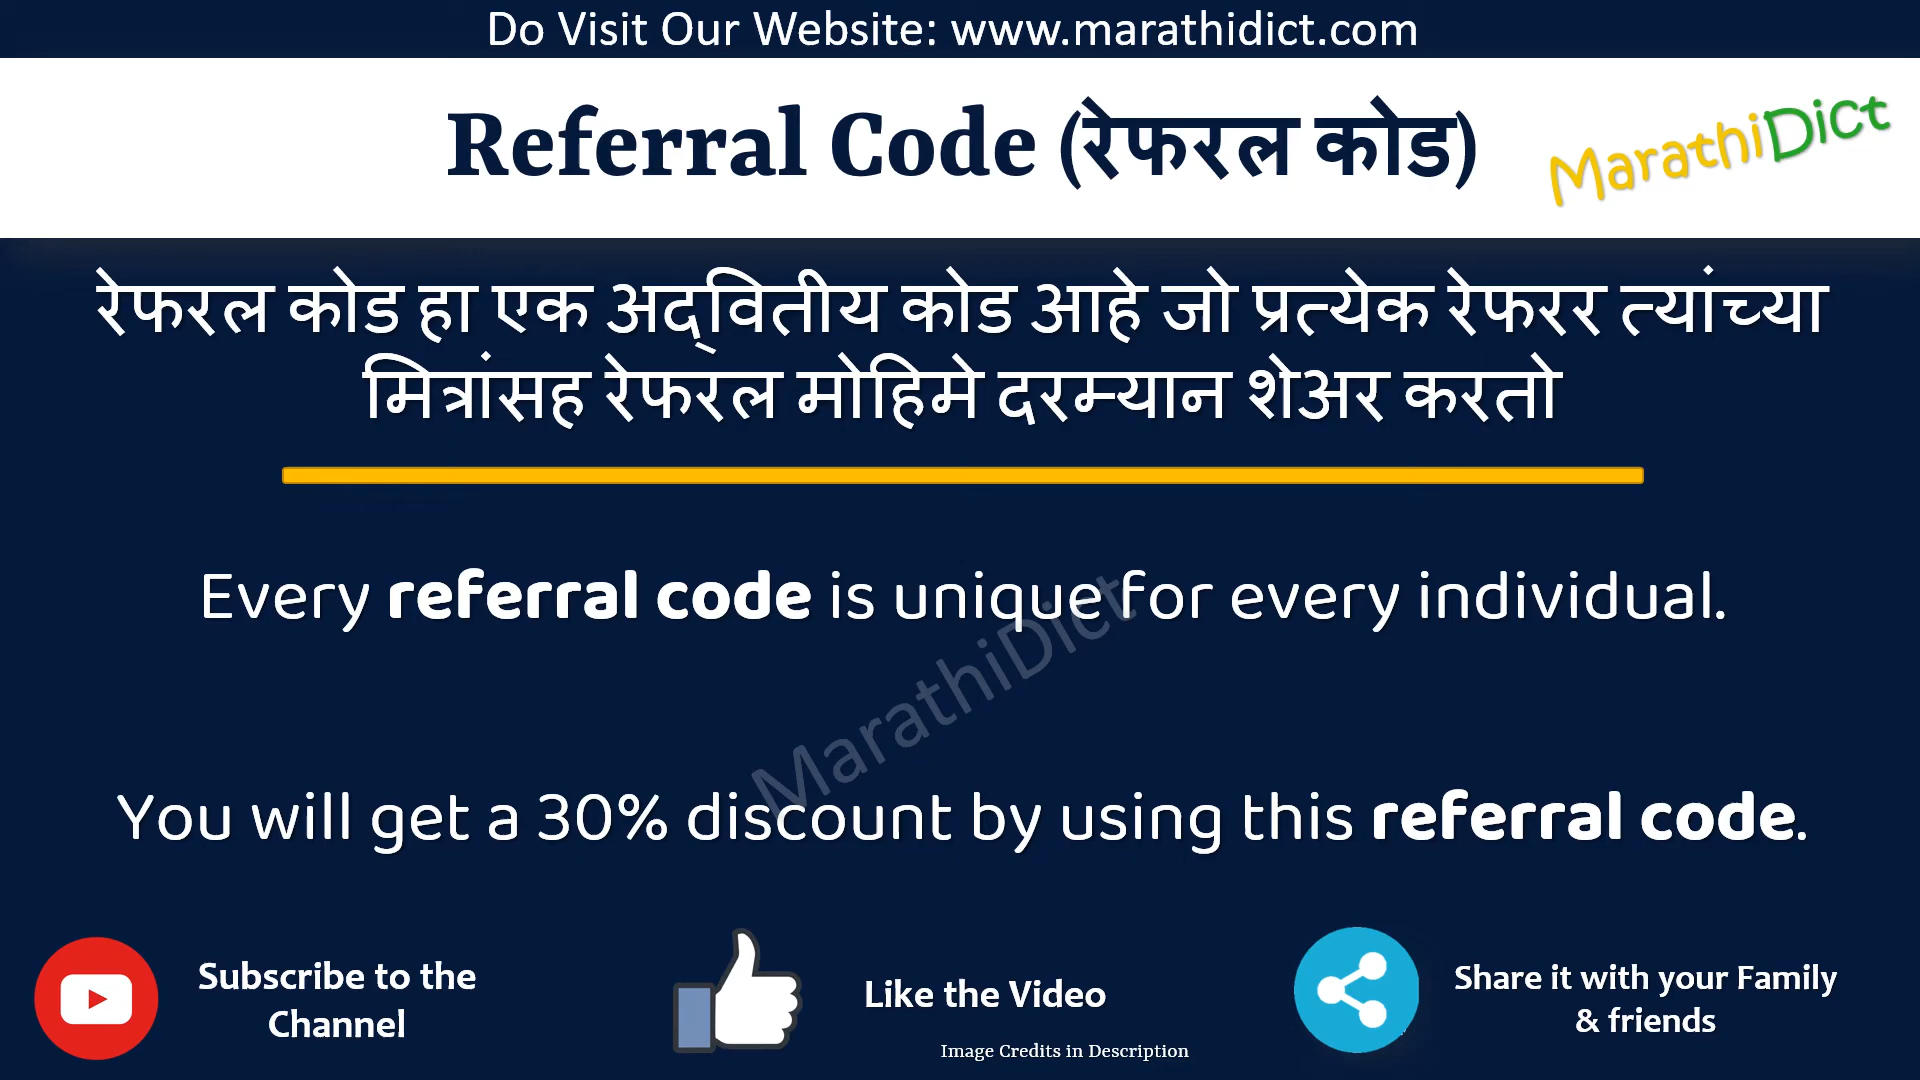 Do Visit Our Website: www.marathidict.com
Referral Code (रेफरल कोड)
MarathiDict
रेफरल कोड हा एक अद्वितीय कोड आहे जो प्रत्येक रेफरर त्यांच्या
मित्रांसह रेफरल मोहिमे दरम्यान शेअर करतो
Every referral code is unique for every individual.
MarathiDict
You will get a 30% discount by using this referral code.
Subscribe to the
Channel
Like the Video
Share it with your Family
& friends
Image Credits in Description